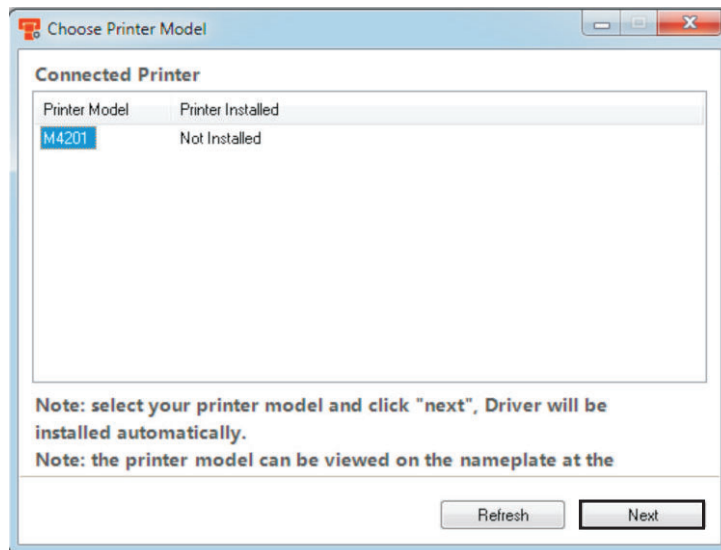 Choose Printer Model
Connected Printer
Printer Model Printer Installed
M4201 Not Installed
Note: select your printer model and click "next", Driver will be
installed automatically.
Note: the printer model can be viewed on the nameplate at the
Refresh Next